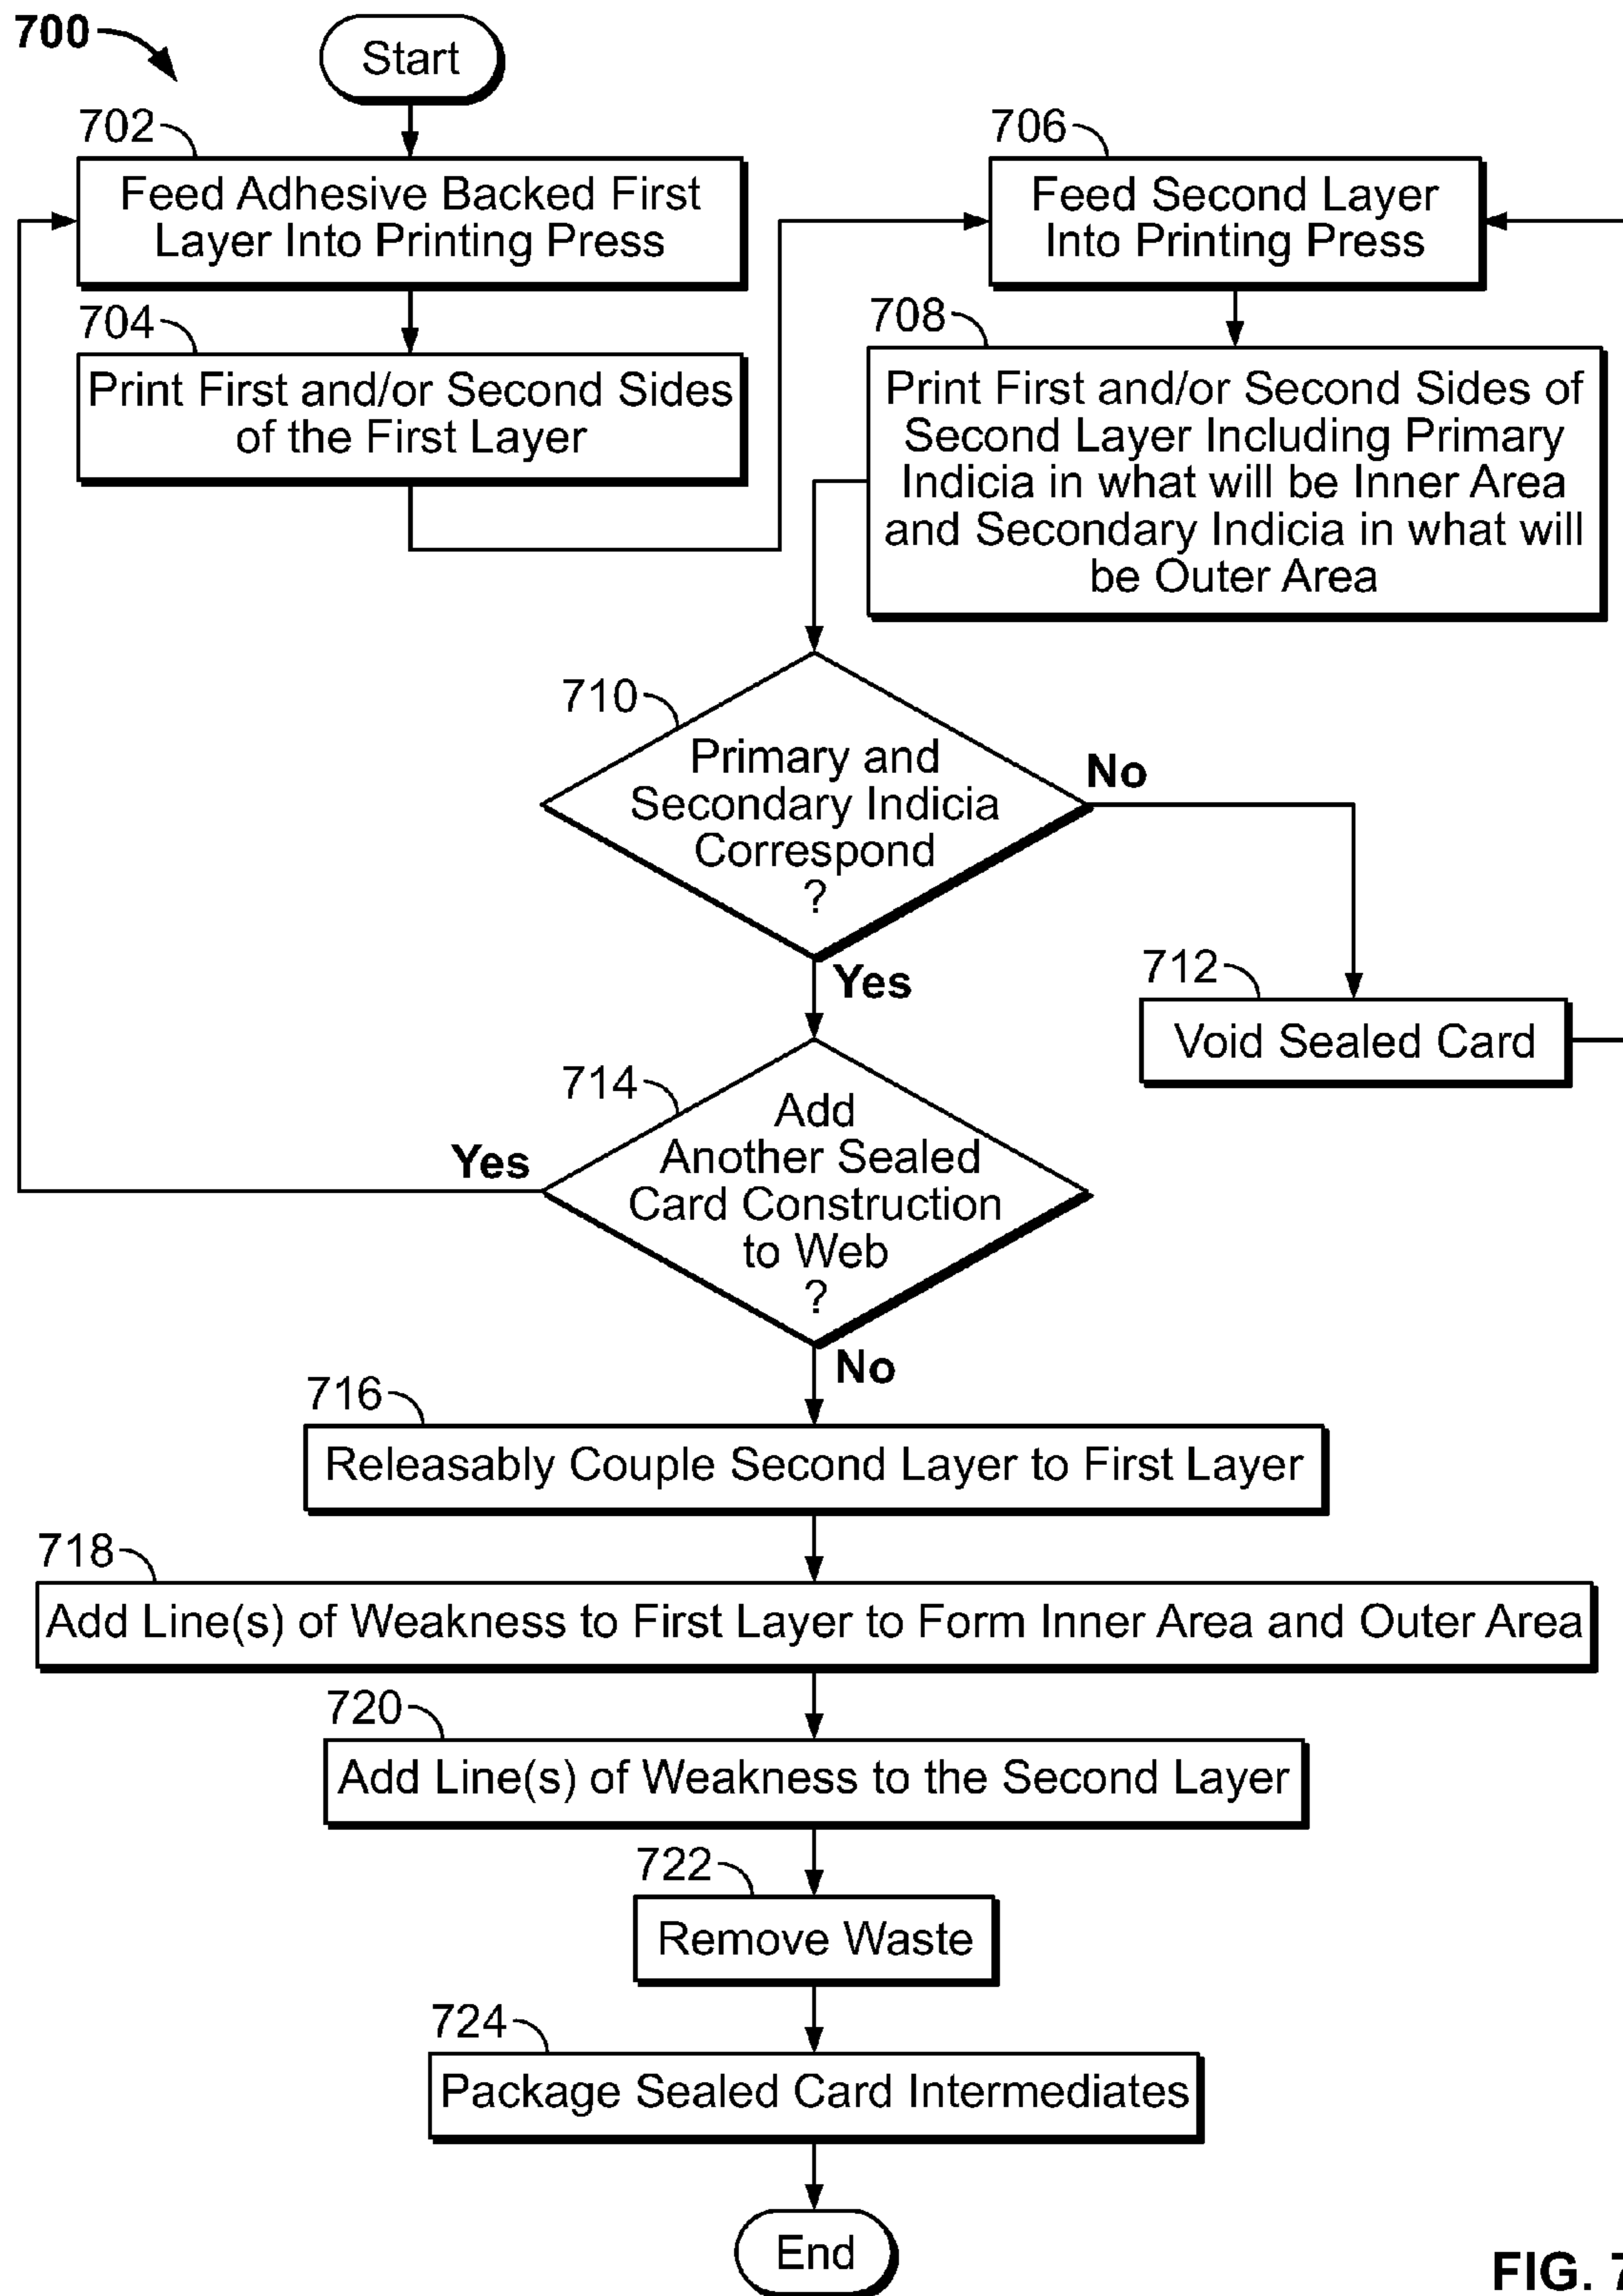 700
Start
702
Feed Adhesive Backed First
Layer Into Printing Press
704
Print First and/or Second Sides
of the First Layer
706
Feed Second Layer
Into Printing Press
708
Print First and/or Second Sides of
Second Layer Including Primary
Indicia in what will be Inner Area
and Secondary Indicia in what will
be Outer Area
710
Primary and
Secondary Indicia
Correspond
?
No
Yes
712
Void Sealed Card
714
Add
Another Sealed
Card Construction
to Web
?
Yes
No
716
Releasably Couple Second Layer to First Layer
718
Add Line(s) of Weakness to First Layer to Form Inner Area and Outer Area
720
Add Line(s) of Weakness to the Second Layer
722
Remove Waste
724
Package Sealed Card Intermediates
End
FIG. 7